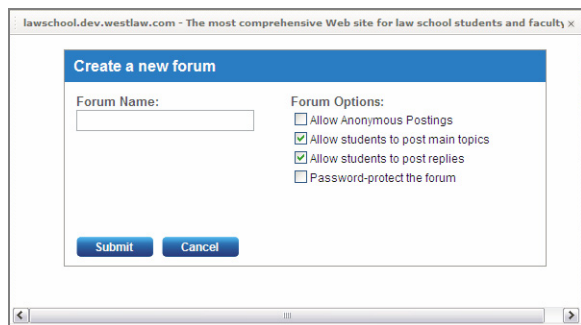 lawschool.dev.westlaw.com - The most comprehensive Web site for law school students and faculty
Create a new forum
Forum Name:
Forum Options:
Allow Anonymous Postings
Allow students to post main topics
Allow students to post replies
Password-protect the forum
Submit Cancel